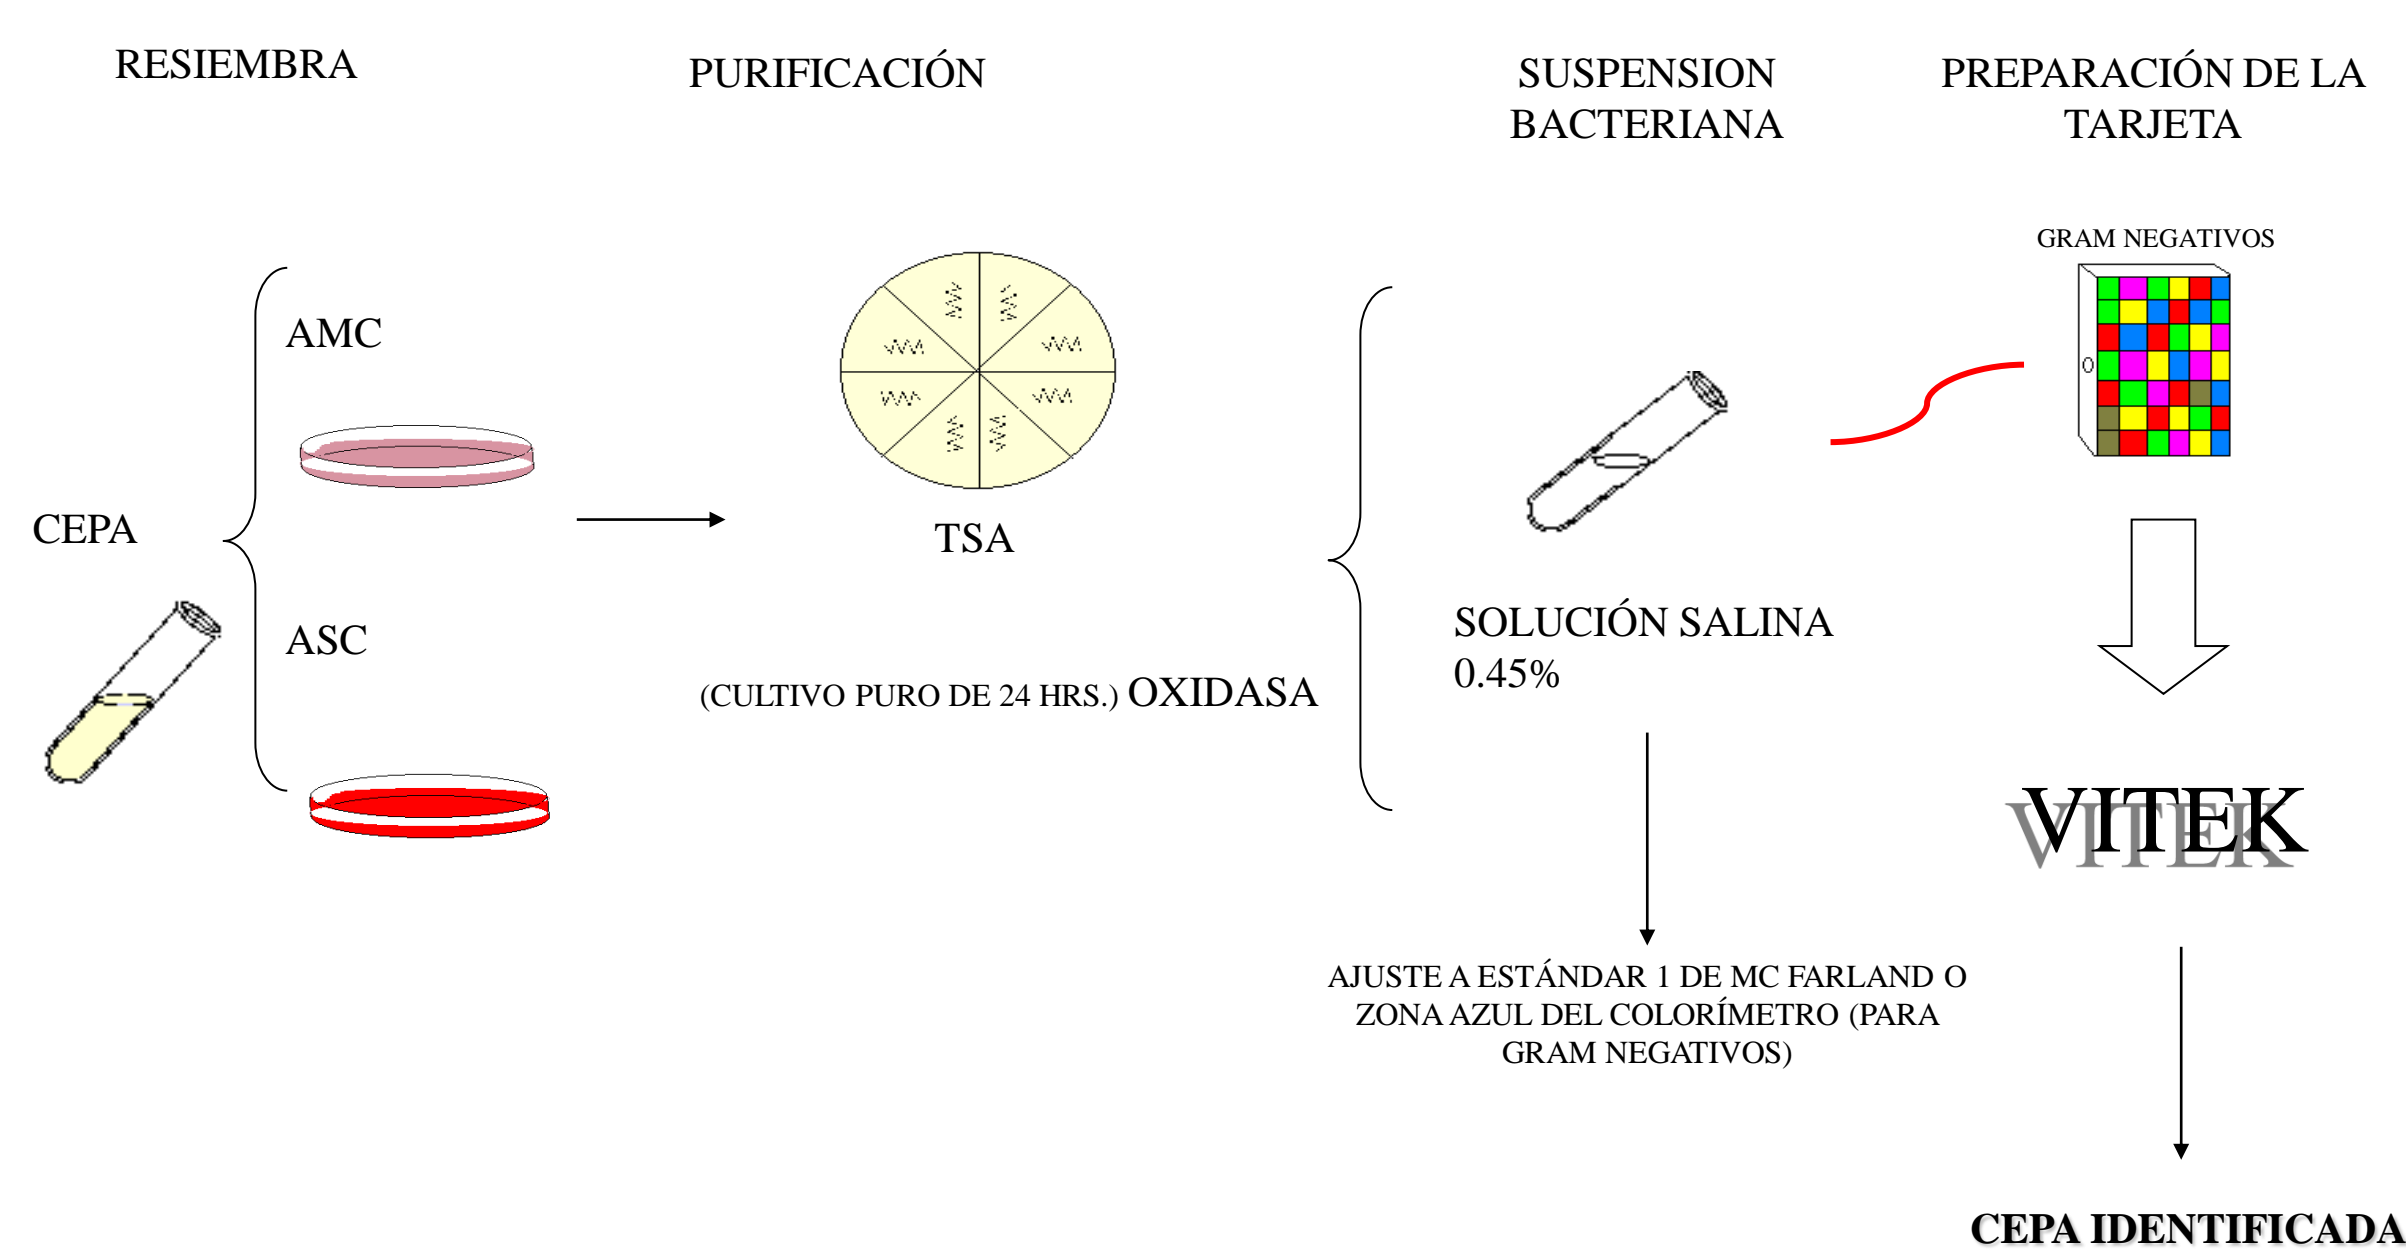 RESIEMBRA
PURIFICACIÓN
SUSPENSION
BACTERIANA
PREPARACIÓN DE LA
TARJETA
GRAM NEGATIVOS
AMC
CEPA
ASC
TSA
(CULTIVO PURO DE 24 HRS.) OXIDASA
SOLUCIÓN SALINA
0.45%
VITEK
AJUSTE A ESTÁNDAR 1 DE MC FARLAND O
ZONA AZUL DEL COLORÍMETRO (PARA
GRAM NEGATIVOS)
CEPA IDENTIFICADA